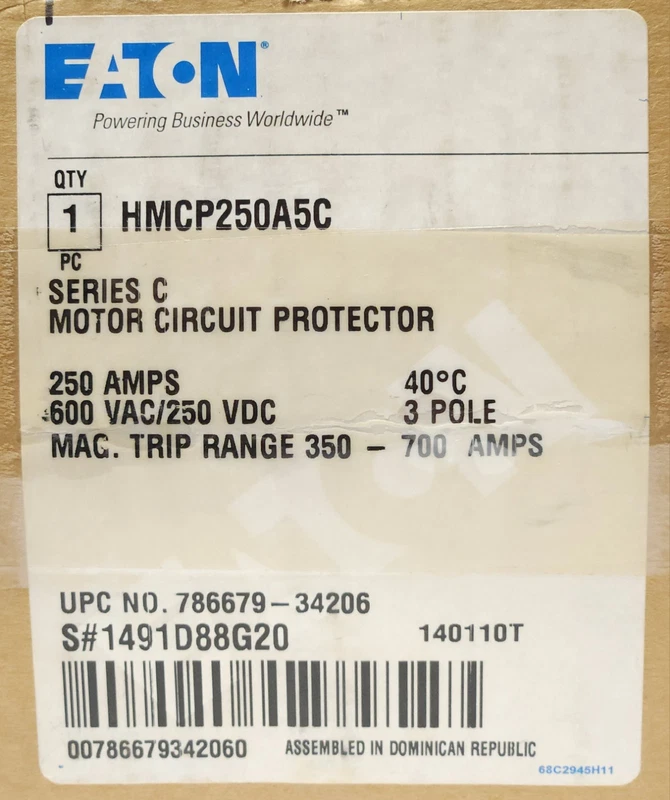 EATON®
Powering Business Worldwide™
QTY
1 HMCP250A5C
PC
SERIES C
MOTOR CIRCUIT PROTECTOR
250 AMPS 40°C
600 VAC/250 VDC 3 POLE
MAG. TRIP RANGE 350 - 700 AMPS
UPC NO. 786679-34206
S#1491D88G20 140110T
00786679342060 ASSEMBLED IN DOMINICAN REPUBLIC
68C2945H11